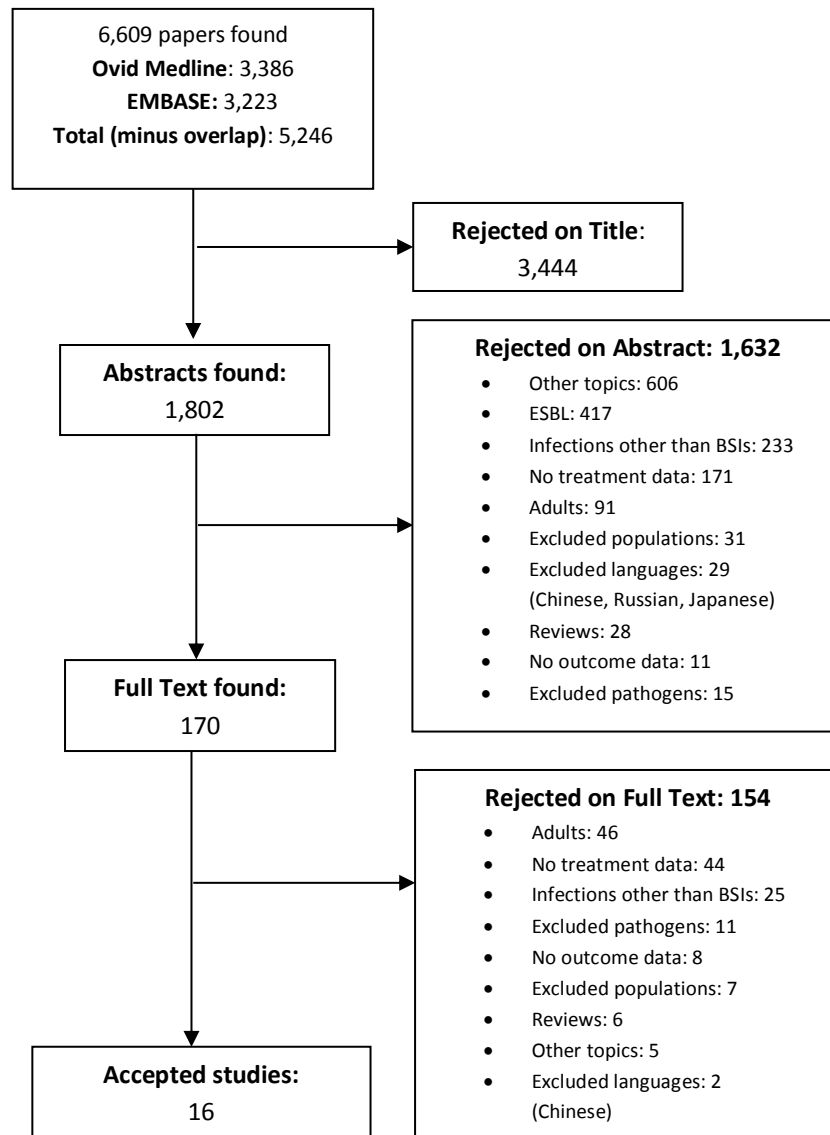 6,609 papers found
Ovid Medline: 3,386
EMBASE: 3,223
Total (minus overlap): 5,246
Rejected on Title:
3,444
Abstracts found:
1,802
Rejected on Abstract: 1,632
• Other topics: 606
• ESBL: 417
• Infections other than BSIs: 233
• No treatment data: 171
• Adults: 91
• Excluded populations: 31
• Excluded languages: 29
(Chinese, Russian, Japanese)
• Reviews: 28
• No outcome data: 11
• Excluded pathogens: 15
Full Text found:
170
Rejected on Full Text: 154
• Adults: 46
• No treatment data: 44
• Infections other than BSIs: 25
• Excluded pathogens: 11
• No outcome data: 8
• Excluded populations: 7
• Reviews: 6
• Other topics: 5
• Excluded languages: 2
(Chinese)
Accepted studies:
16